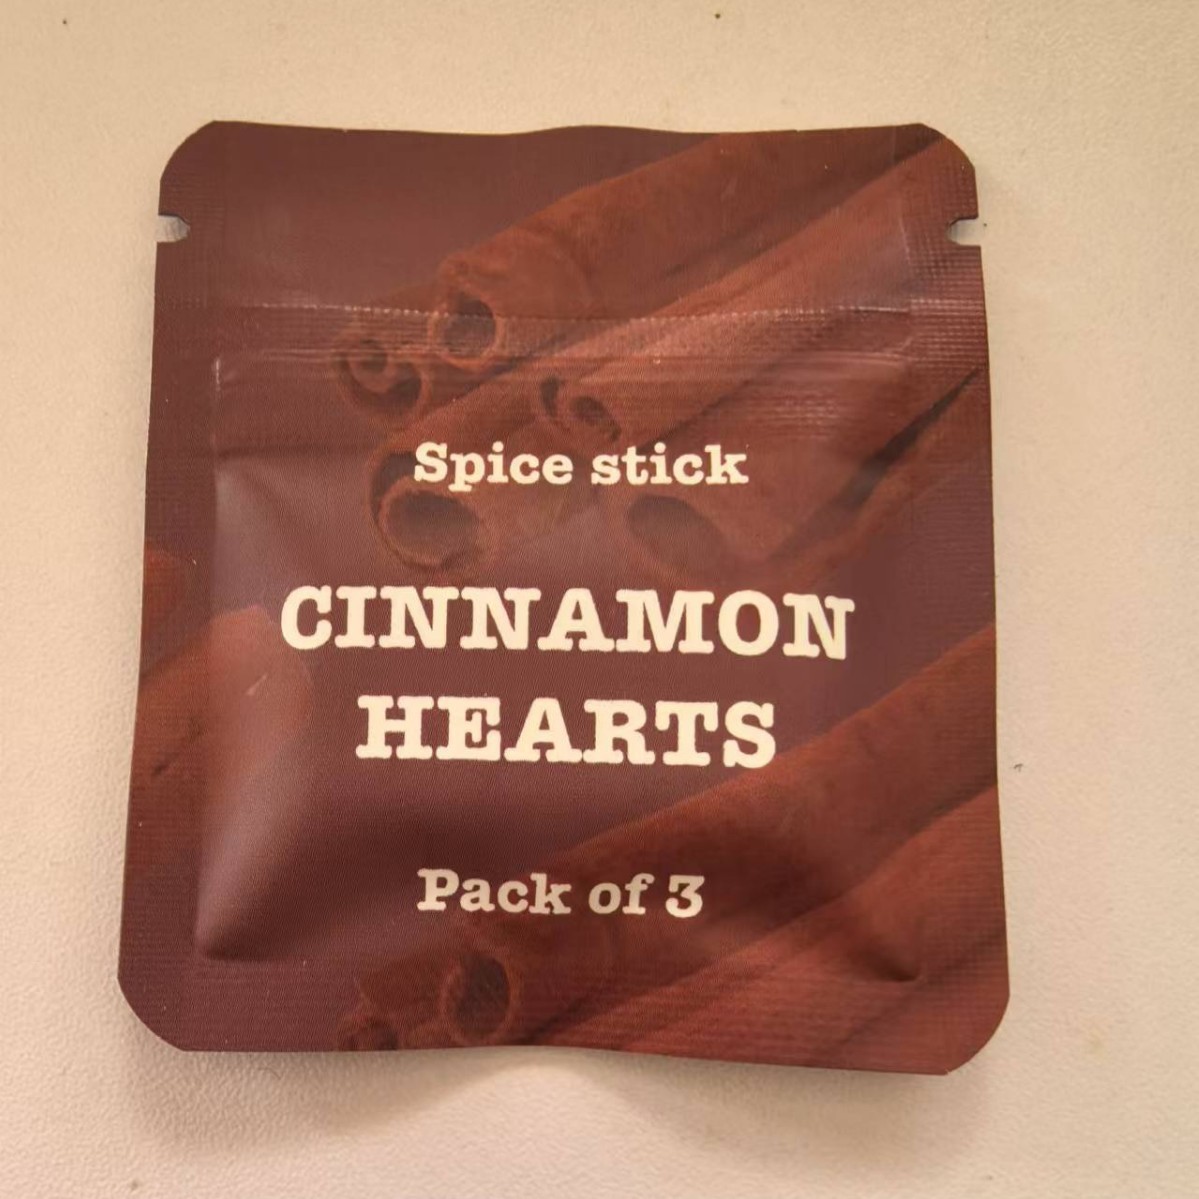 Spice stick
CINNAMON
HEARTS
Pack of 3